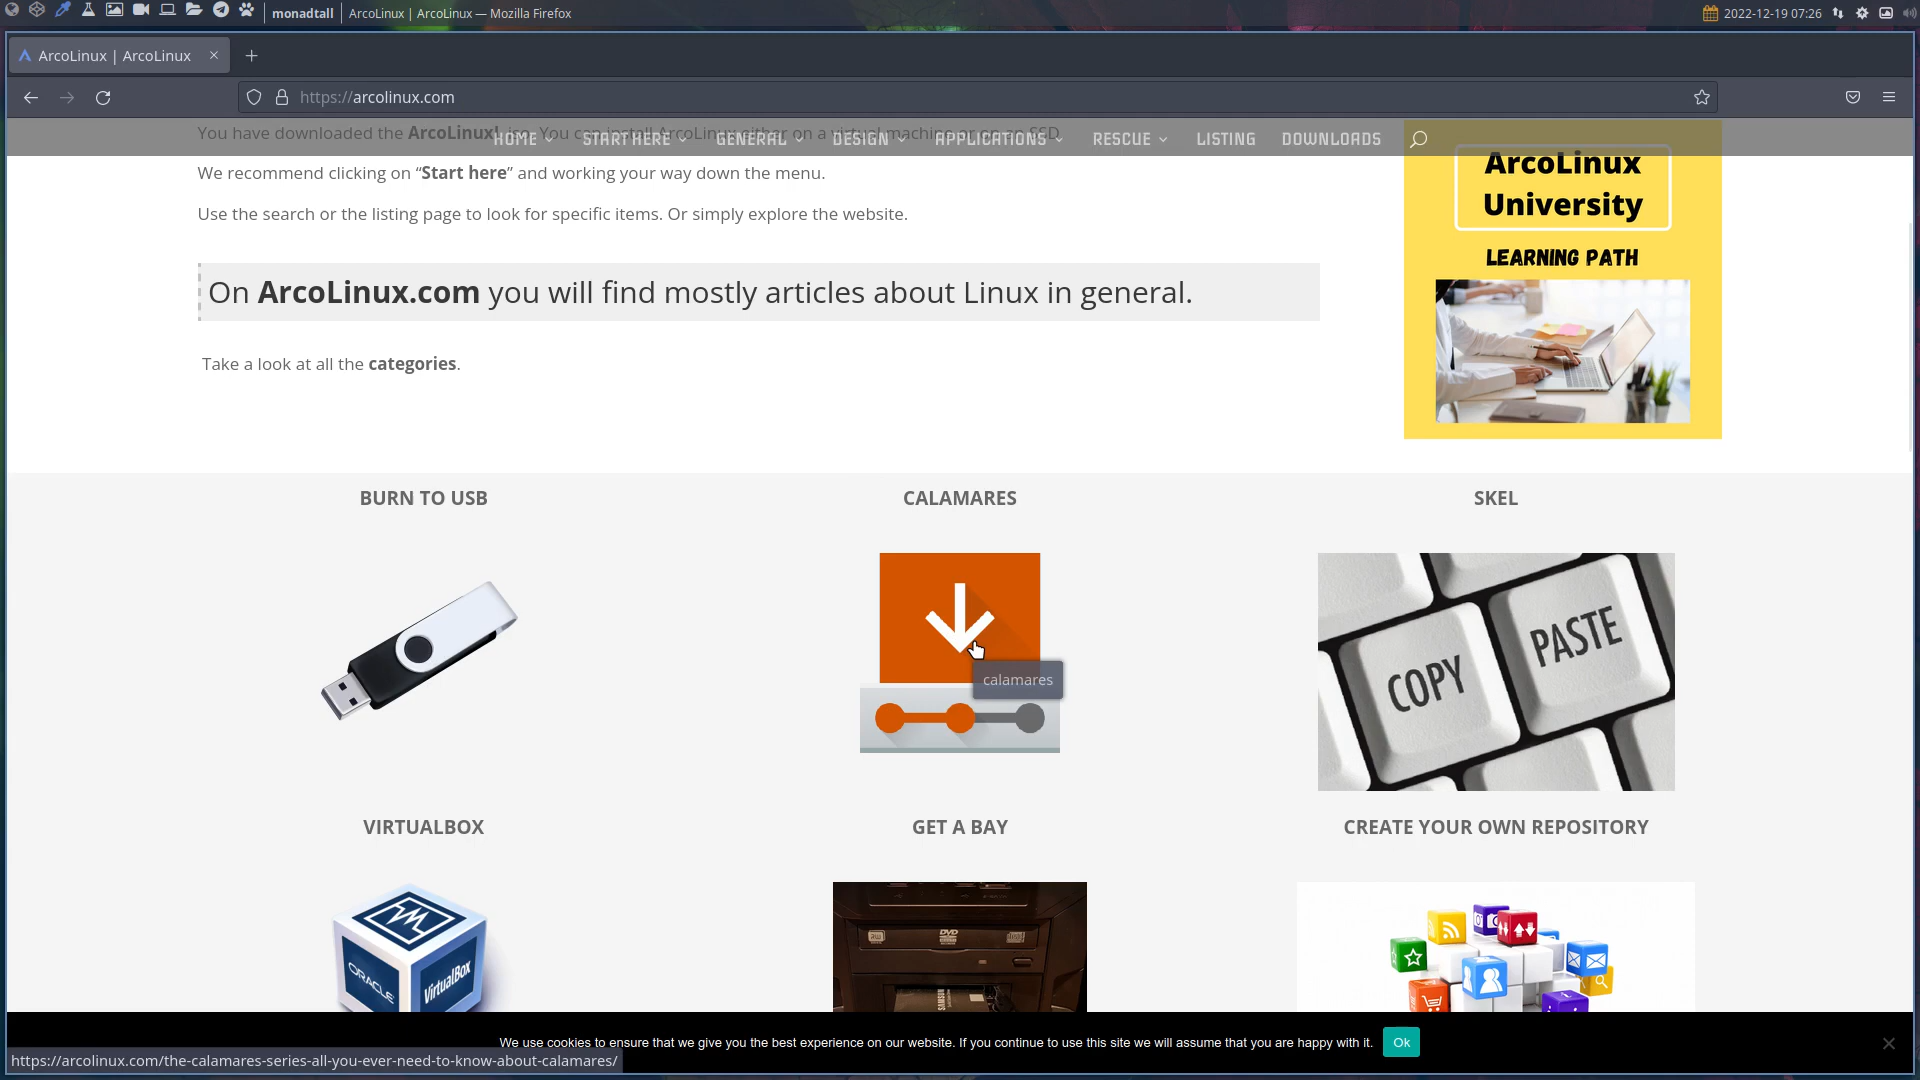 monadtall
ArcoLinux | ArcoLinux — Mozilla Firefox
2022-12-19 07:26
ArcoLinux | ArcoLinux
https://arcolinux.com
You have downloaded the ArcoLinuxL iso. You can install ArcoLinux either on a virtual machine or on an SSD.
HOME
START HERE
GENERAL
DESIGN
APPLICATIONS
RESCUE
LISTING
DOWNLOADS
We recommend clicking on “Start here” and working your way down the menu.
Use the search or the listing page to look for specific items. Or simply explore the website.
On ArcoLinux.com you will find mostly articles about Linux in general.
Take a look at all the categories.
ArcoLinux
University
LEARNING PATH
BURN TO USB
CALAMARES
SKEL
calamares
COPY
PASTE
VIRTUALBOX
GET A BAY
CREATE YOUR OWN REPOSITORY
ORACLE
VirtualBox
DVD
SAMSUNG
We use cookies to ensure that we give you the best experience on our website. If you continue to use this site we will assume that you are happy with it.
Ok
https://arcolinux.com/the-calamares-series-all-you-ever-need-to-know-about-calamares/